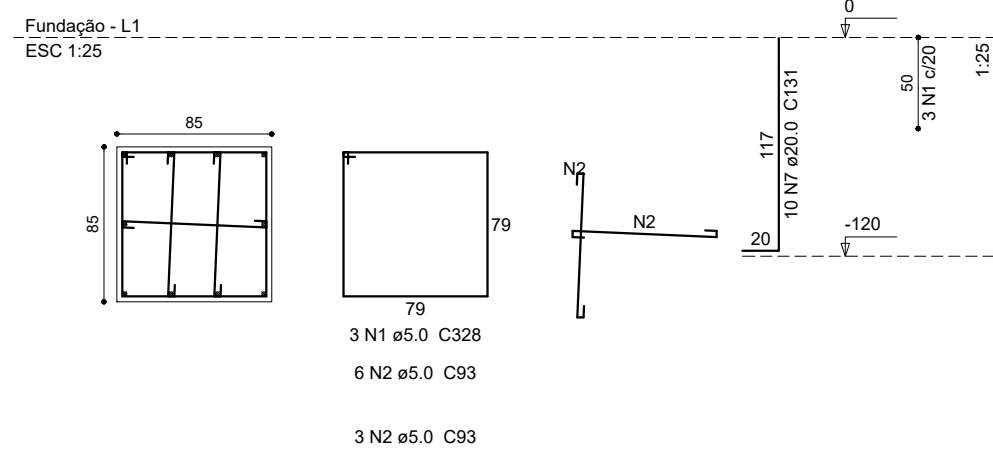 Fundação - L1
ESC 1:25
0
50
3 N1 c/20
1:25
117
10 N7 ø20.0 C131
20
-120
85
85
79
79
N2
N2
3 N1 ø5.0 C328
6 N2 ø5.0 C93
3 N2 ø5.0 C93